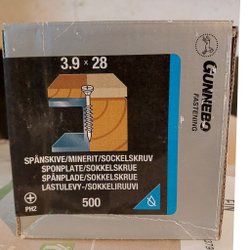 3.9 × 28
GUNNEBO
FASTENING
SPÅNSKIVE/MINERIT/SOCKELSKRUV
SPONPLATE/SOKKELSKRUE
SPÅNPLADE/SOKKELSKRUE
LASTULEVY-/SOKKELIRUUVI
PH2
500